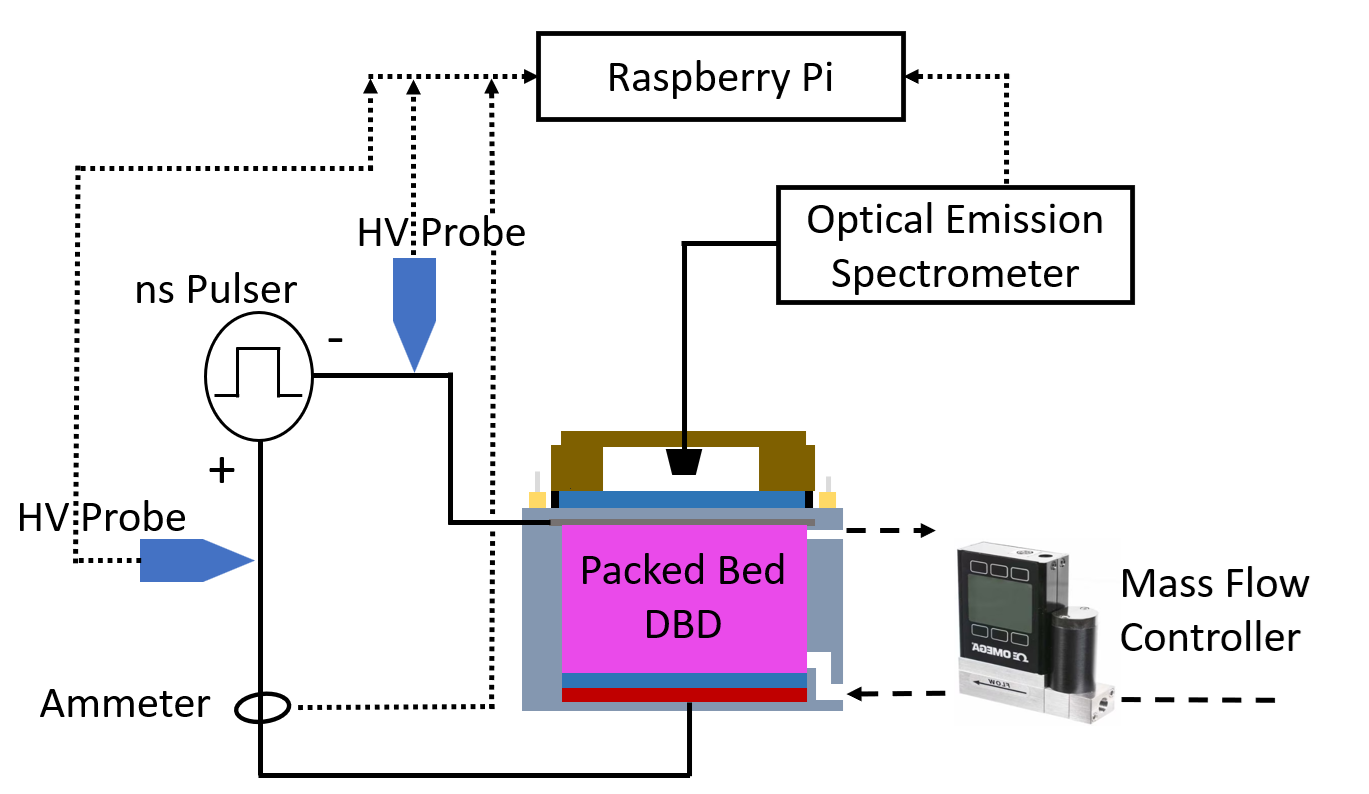 Raspberry Pi
Optical Emission
Spectrometer
HV Probe
ns Pulser
-
+
HV Probe
Packed Bed
DBD
Mass Flow
Controller
Ammeter
OMEGA
FLOW